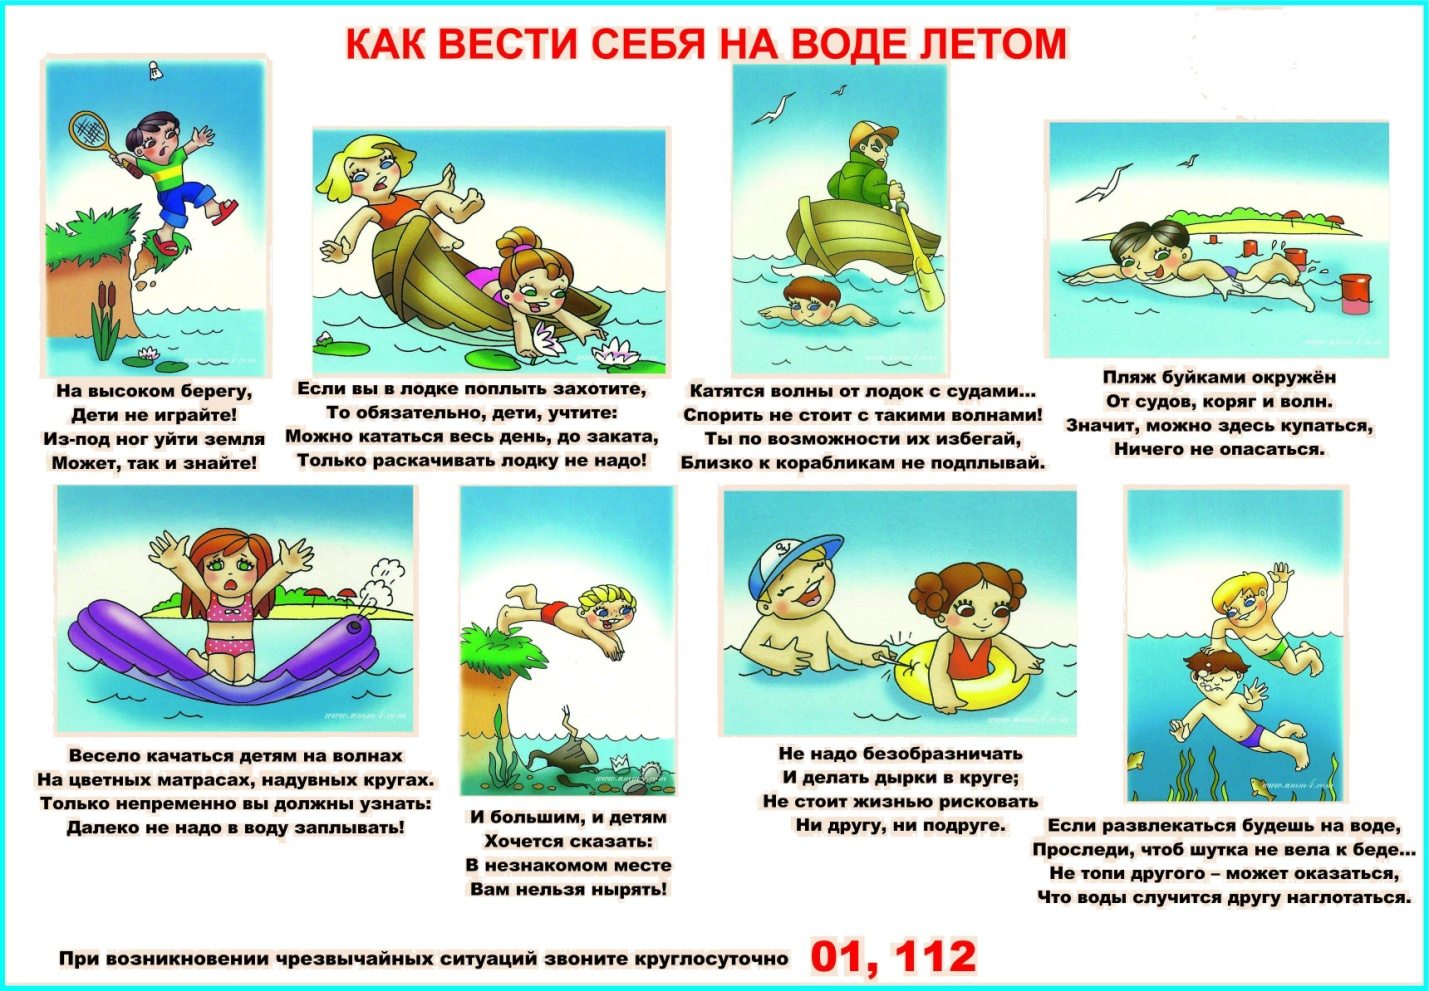 КАК ВЕСТИ СЕБЯ НА ВОДЕ ЛЕТОМ
На высоком берегу,
Дети не играйте!
Из-под ног уйти земля
Может, так и знайте!
Если вы в лодке поплыть захотите,
То обязательно, дети, учтите:
Можно кататься весь день, до заката,
Только раскачивать лодку не надо!
Катятся волны от лодок с судами...
Спорить не стоит с такими волнами!
Ты по возможности их избегай,
Близко к корабликам не подплывай.
Пляж буйками окружён
От судов, коряг и волн.
Значит, можно здесь купаться,
Ничего не опасаться.
Весело качаться детям на волнах
На цветных матрасах, надувных кругах.
Только непременно вы должны узнать:
Далеко не надо в воду заплывать!
И большим, и детям
Хочется сказать:
В незнакомом месте
Вам нельзя нырять!
Не надо безобразничать
И делать дырки в круге;
Не стоит жизнью рисковать
Ни другу, ни подруге.
Если развлекаться будешь на воде,
Проследи, чтоб шутка не вела к беде...
Не топи другого – может оказаться,
Что воды случится другу наглотаться.
При возникновении чрезвычайных ситуаций звоните круглосуточно 01, 112